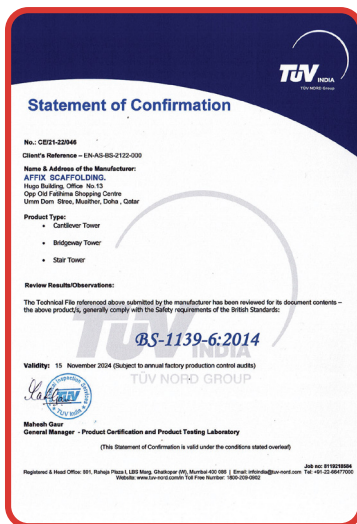 TÜV INDIA
TÜV NORD Group
Statement of Confirmation
No.: CE/21-22/046
Client's Reference – EN-AS-BS-2122-000
Name & Address of the Manufacturer:
AFFIX SCAFFOLDING.
Hugo Building, Office No.13
Opp Old Fatihima Shopping Centre
Umm Dom Stree, Muaither, Doha , Qatar
Product Type:
• Cantilever Tower
• Bridgeway Tower
• Stair Tower
Review Results/Observations:
The Technical File referenced above submitted by the manufacturer has been reviewed for its document contents –
the above product/s, generally comply with the Safety requirements of the British Standards:
BS-1139-6:2014
TÜV INDIA
TÜV NORD GROUP
Validity: 15 November 2024 (Subject to annual factory production control audits)
TÜV
TUV India
Mahesh Gaur
General Manager - Product Certification and Product Testing Laboratory
(This Statement of Confirmation is valid under the conditions stated overleaf)
Job no: 8119218584
Registered & Head Office: 801, Raheja Plaza I, LBS Marg, Ghatkopar (W), Mumbai 400 086 | Email: infoindia@tuv-nord.com Tel: +91-22-66477000
Website: www.tuv-nord.com/in Toll Free Number: 1800-209-0902